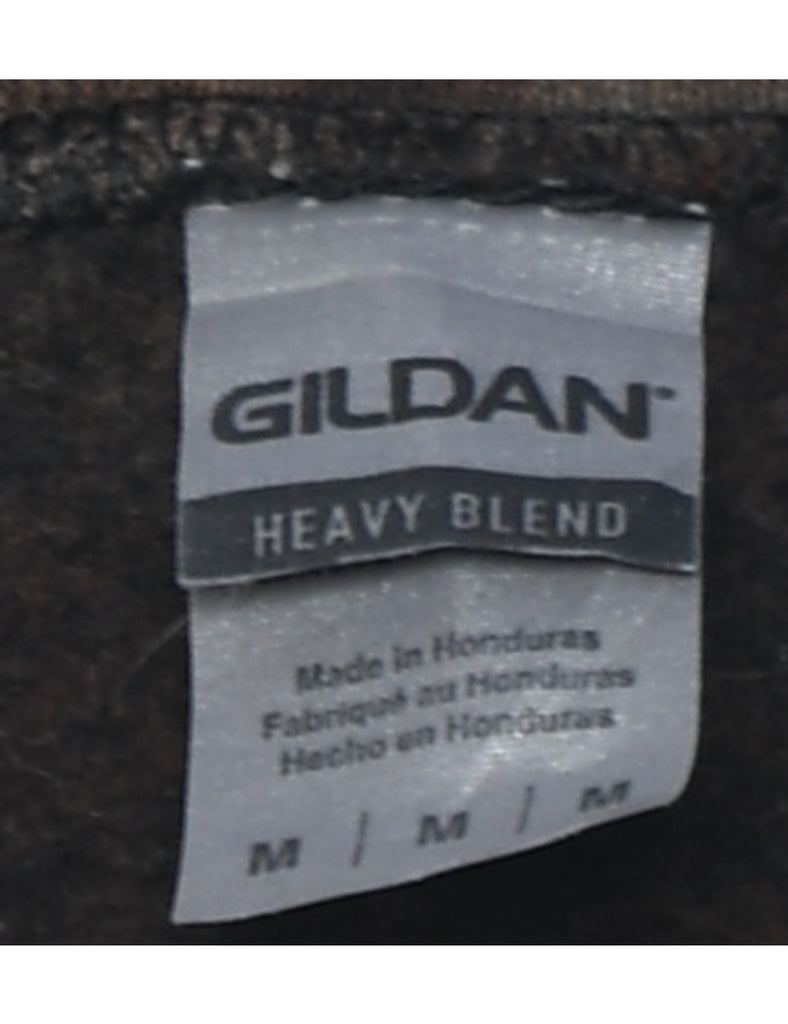 GILDAN
HEAVY BLEND
Made in Honduras
Fabriqué au Honduras
Hecho en Honduras
M / M / M